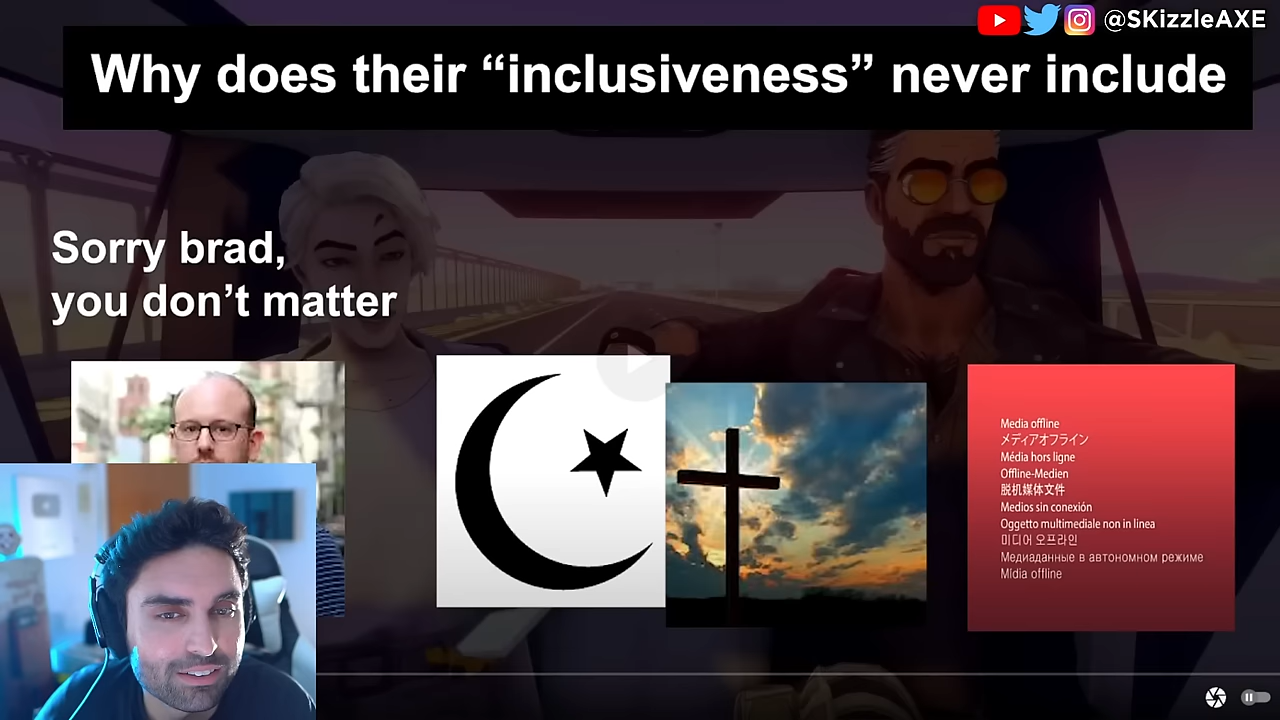 @SKizzleAXE
Why does their “inclusiveness” never include
Sorry brad,
you don’t matter
Media offline
メディアオフライン
Média hors ligne
Offline-Medien
脱机媒体文件
Medios sin conexión
Oggetto multimediale non in linea
미디어 오프라인
Медиаданные в автономном режиме
Mídia offline